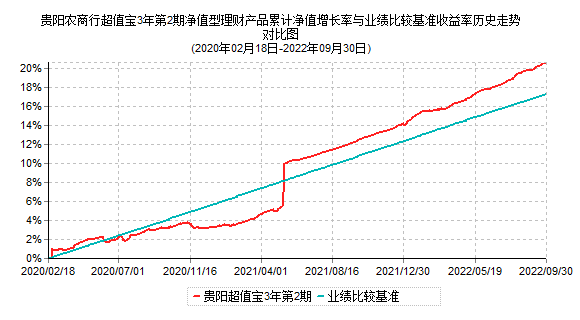 贵阳农商行超值宝3年第2期净值型理财产品累计净值增长率与业绩比较基准收益率历史走势
对比图
(2020年02月18日-2022年09月30日)
20%
18%
16%
14%
12%
10%
8%
6%
4%
2%
0%
2020/02/18 2020/07/01 2020/11/16 2021/04/01 2021/08/16 2021/12/30 2022/05/19 2022/09/30
贵阳超值宝3年第2期 业绩比较基准